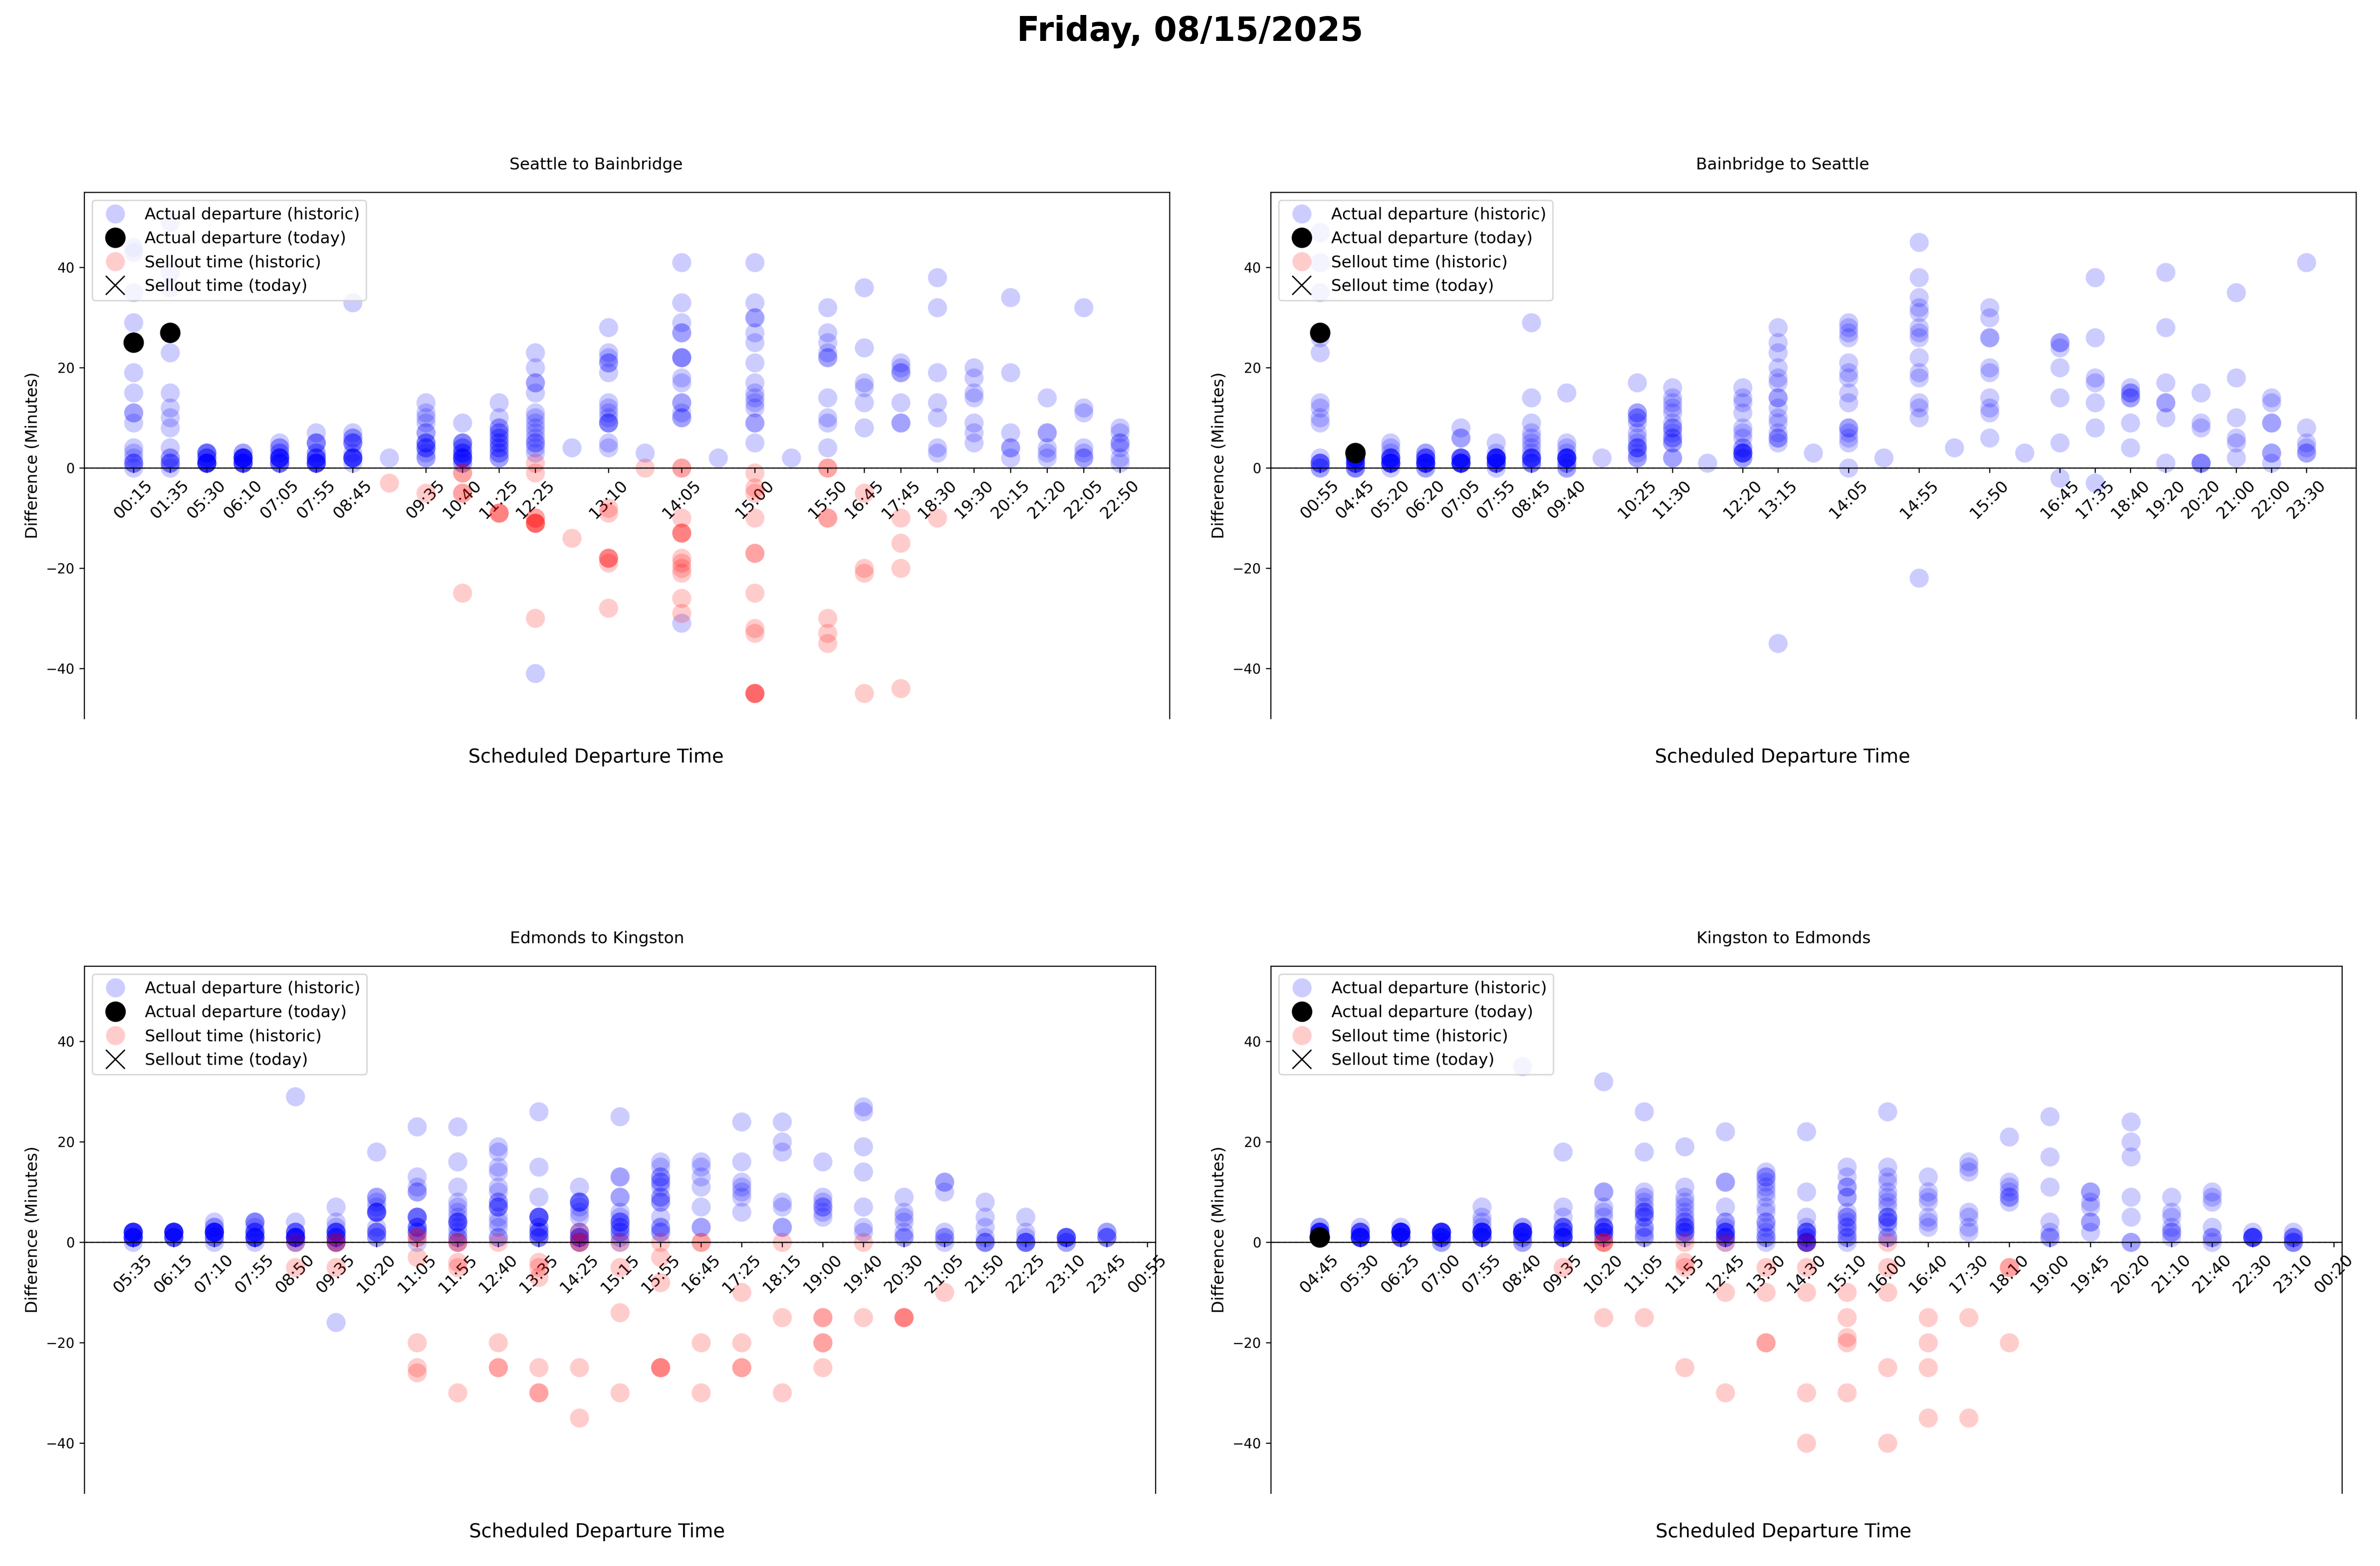 Friday, 08/15/2025
Seattle to Bainbridge
Actual departure (historic)
Actual departure (today)
Sellout time (historic)
Sellout time (today)
Difference (Minutes)
40
20
0
−20
−40
00:15 01:35 05:30 06:10 07:05 07:55 08:45 09:35 10:40 11:25 12:25 13:10 14:05 15:00 15:50 16:45 17:45 18:30 19:30 20:15 21:20 22:05 22:50
Scheduled Departure Time
Bainbridge to Seattle
Actual departure (historic)
Actual departure (today)
Sellout time (historic)
Sellout time (today)
Difference (Minutes)
40
20
0
−20
−40
00:55 04:45 05:20 06:20 07:05 07:55 08:45 09:40 10:25 11:30 12:20 13:15 14:05 14:55 15:50 16:45 17:35 18:40 19:20 20:20 21:00 22:00 23:30
Scheduled Departure Time
Edmonds to Kingston
Actual departure (historic)
Actual departure (today)
Sellout time (historic)
Sellout time (today)
Difference (Minutes)
40
20
0
−20
−40
05:35 06:15 07:10 07:55 08:50 09:35 10:20 11:05 11:55 12:40 13:35 14:25 15:15 15:55 16:45 17:25 18:15 19:00 19:40 20:30 21:05 21:50 22:25 23:10 23:45 00:55
Scheduled Departure Time
Kingston to Edmonds
Actual departure (historic)
Actual departure (today)
Sellout time (historic)
Sellout time (today)
Difference (Minutes)
40
20
0
−20
−40
04:45 05:30 06:25 07:00 07:55 08:40 09:35 10:20 11:05 11:55 12:45 13:30 14:30 15:10 16:00 16:40 17:30 18:10 19:00 19:45 20:20 21:10 21:40 22:30 23:10 00:20
Scheduled Departure Time